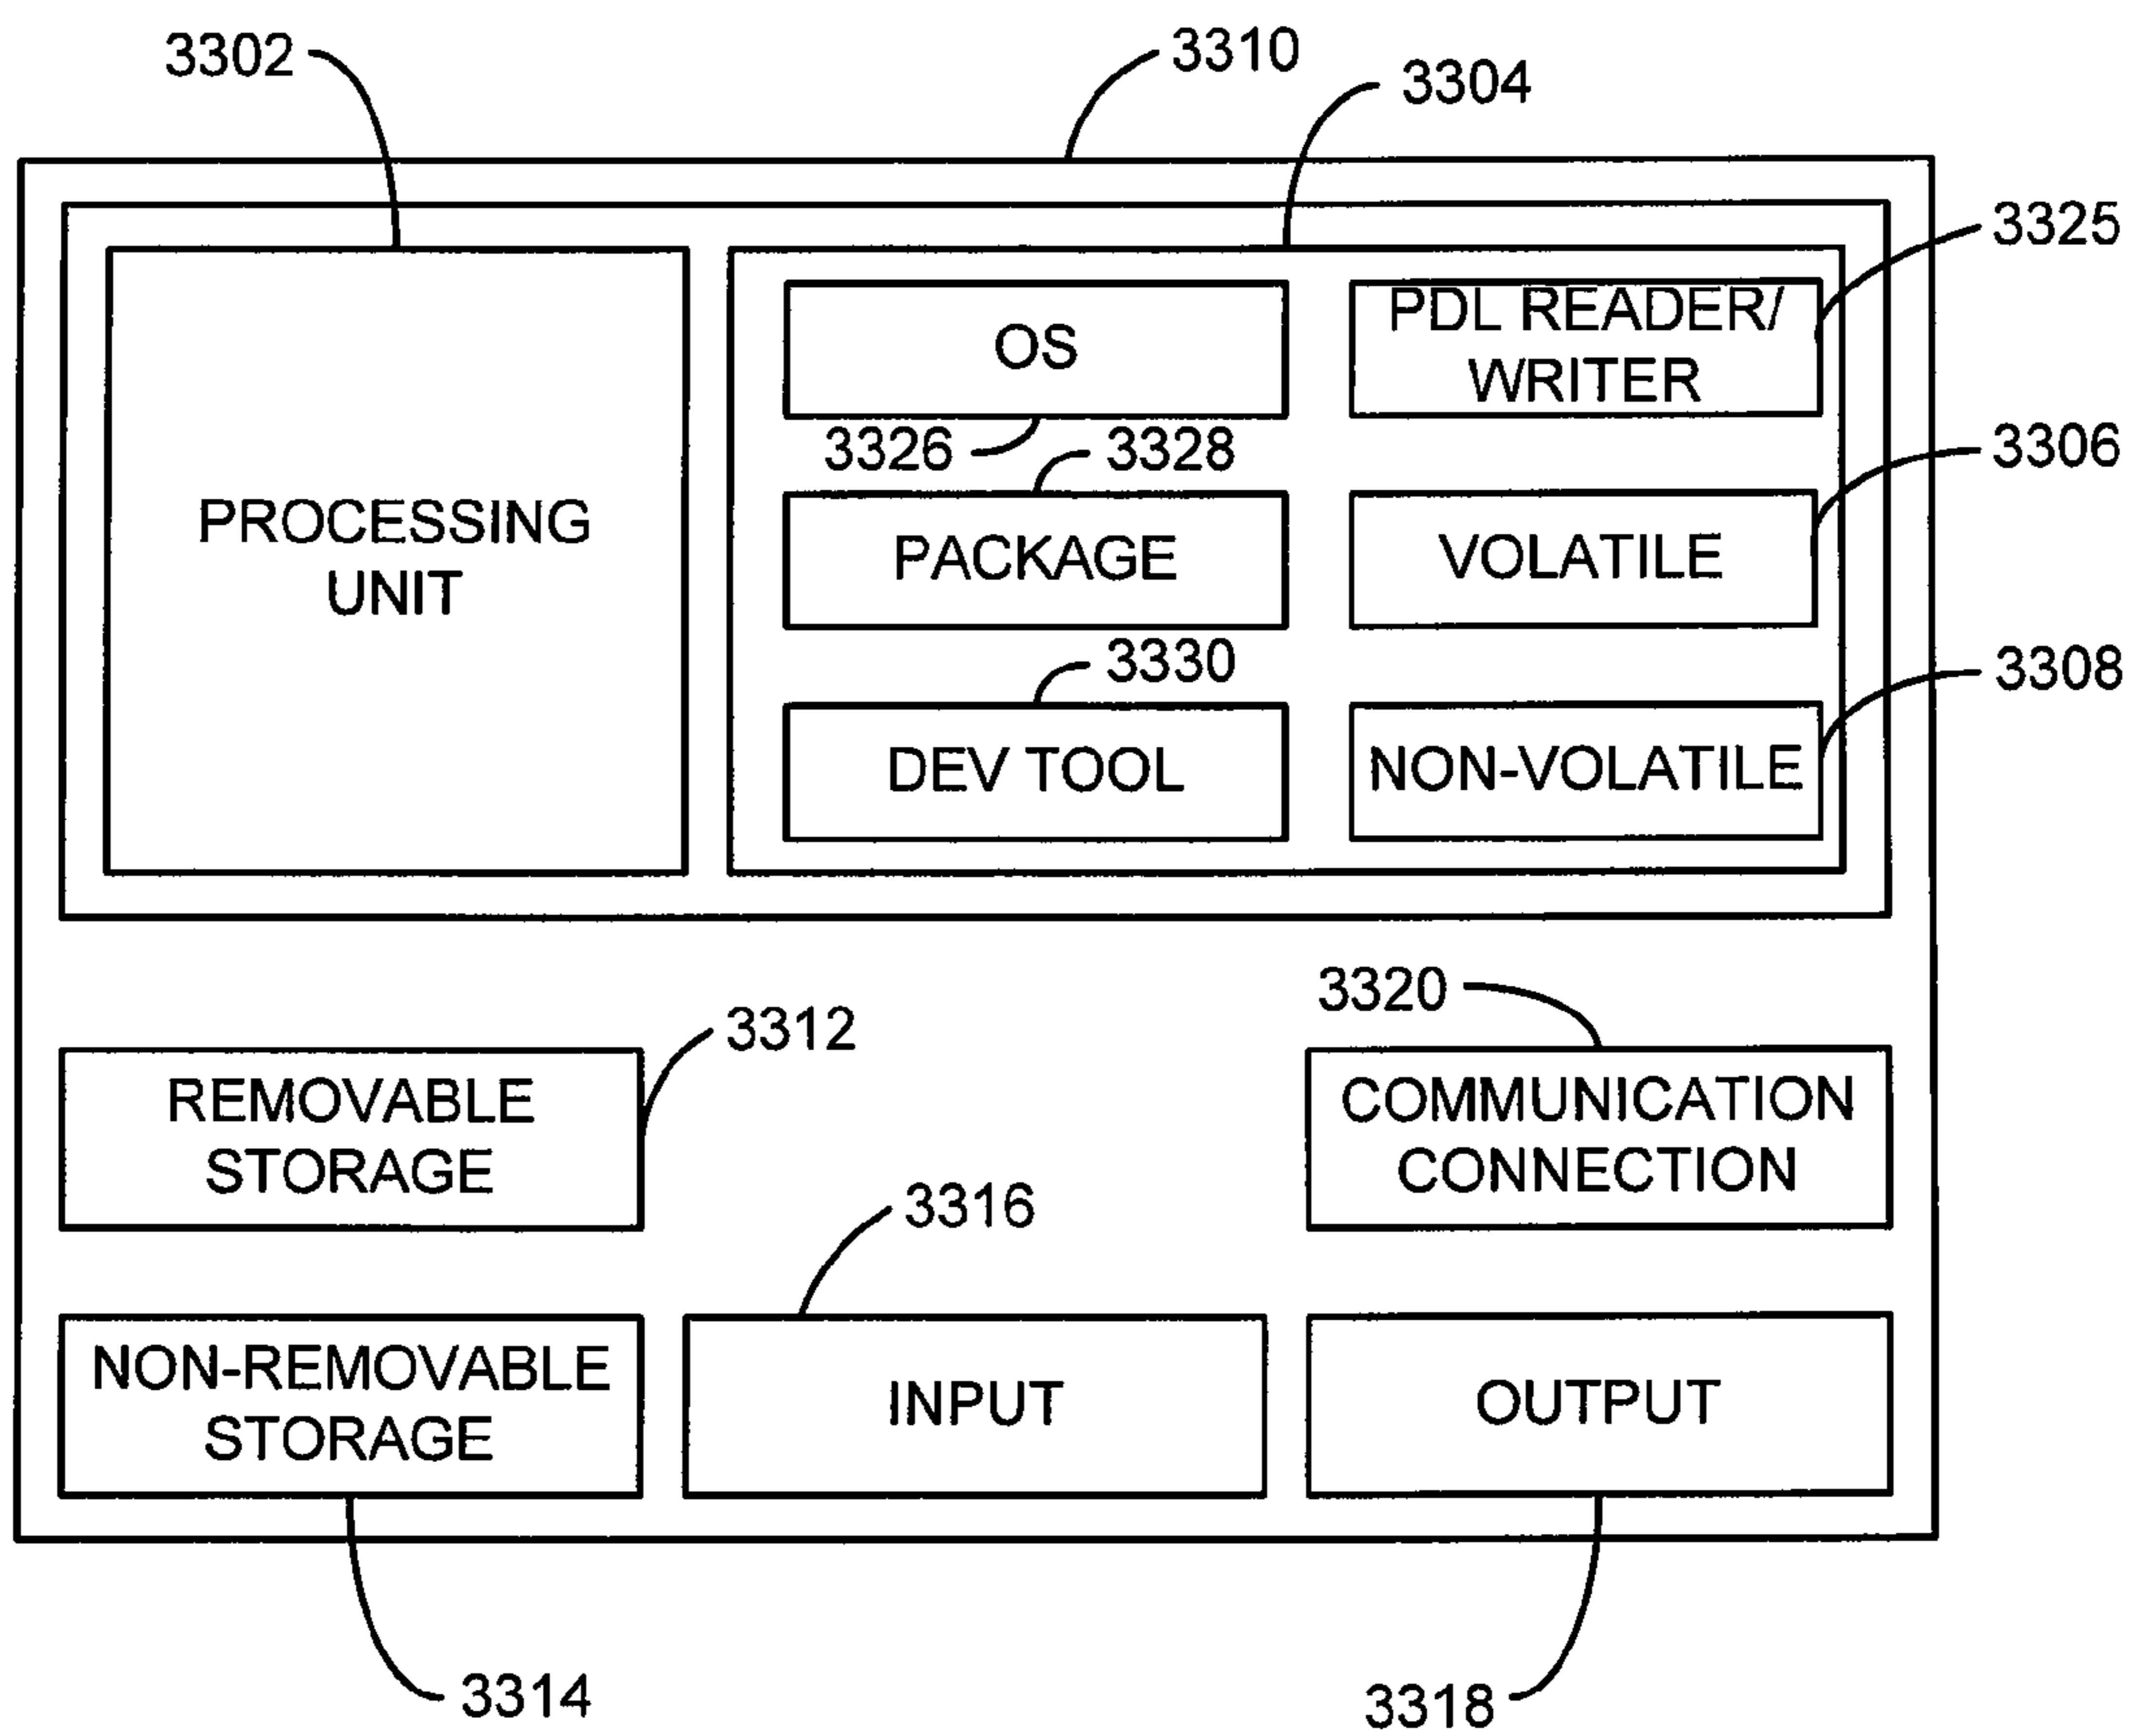 3302
3310
3304
3325
OS
PDL READER/
WRITER
3326
3328
3306
PROCESSING
UNIT
PACKAGE
VOLATILE
3330
3308
DEV TOOL
NON-VOLATILE
3320
3312
REMOVABLE
STORAGE
COMMUNICATION
CONNECTION
3316
NON-REMOVABLE
STORAGE
INPUT
OUTPUT
3314
3318